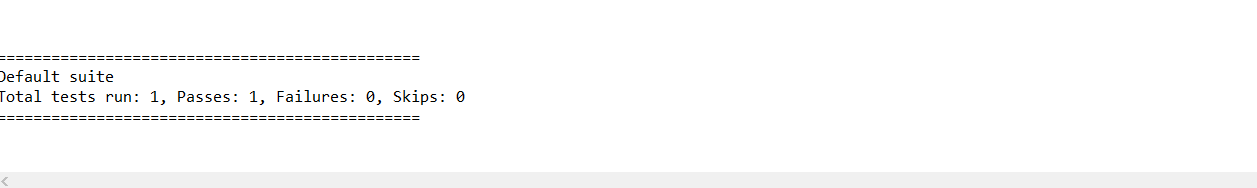 ===============================================
Default suite
Total tests run: 1, Passes: 1, Failures: 0, Skips: 0
===============================================